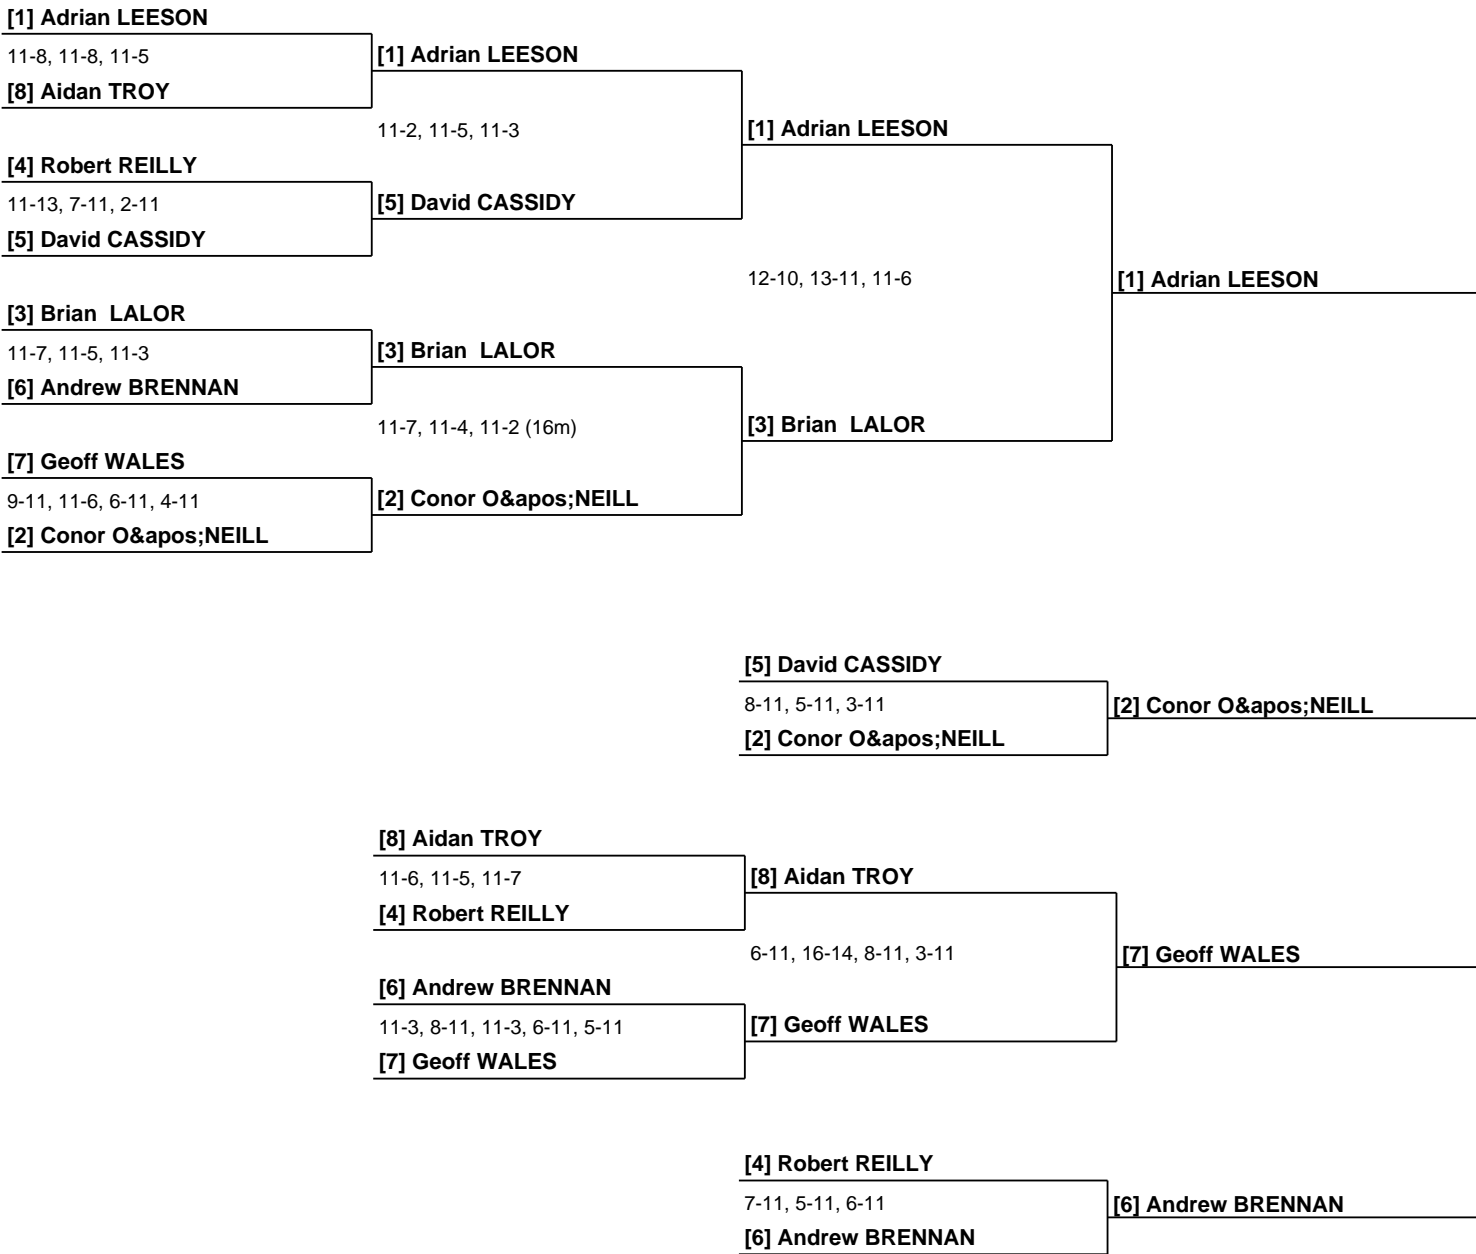 [1] Adrian LEESON
11-8, 11-8, 11-5
[8] Aidan TROY
[1] Adrian LEESON
11-2, 11-5, 11-3
[4] Robert REILLY
11-13, 7-11, 2-11
[5] David CASSIDY
[5] David CASSIDY
[1] Adrian LEESON
12-10, 13-11, 11-6
[1] Adrian LEESON
[3] Brian  LALOR
11-7, 11-5, 11-3
[6] Andrew BRENNAN
[3] Brian  LALOR
11-7, 11-4, 11-2 (16m)
[3] Brian  LALOR
[7] Geoff WALES
9-11, 11-6, 6-11, 4-11
[2] Conor O&apos;NEILL
[2] Conor O&apos;NEILL
[5] David CASSIDY
8-11, 5-11, 3-11
[2] Conor O&apos;NEILL
[2] Conor O&apos;NEILL
[8] Aidan TROY
11-6, 11-5, 11-7
[4] Robert REILLY
[8] Aidan TROY
6-11, 16-14, 8-11, 3-11
[7] Geoff WALES
[6] Andrew BRENNAN
11-3, 8-11, 11-3, 6-11, 5-11
[7] Geoff WALES
[7] Geoff WALES
[4] Robert REILLY
7-11, 5-11, 6-11
[6] Andrew BRENNAN
[6] Andrew BRENNAN